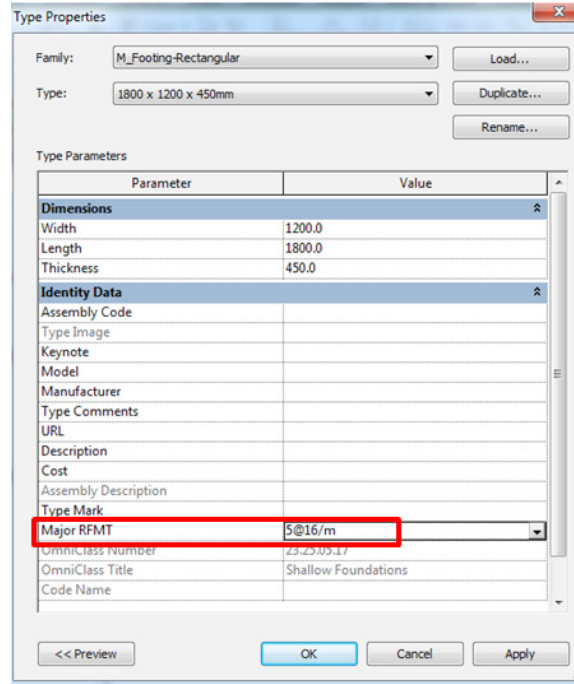 Type Properties
Family: M_Footing-Rectangular Load...
Type: 1800 x 1200 x 450mm Duplicate...
Rename...
Type Parameters
Parameter Value
Dimensions
Width 1200.0
Length 1800.0
Thickness 450.0
Identity Data
Assembly Code
Type Image
Keynote
Model
Manufacturer
Type Comments
URL
Description
Cost
Assembly Description
Type Mark
Major RFMT 5@16/m
OmniClass Number 23.25.05.17
OmniClass Title Shallow Foundations
Code Name
<< Preview OK Cancel Apply